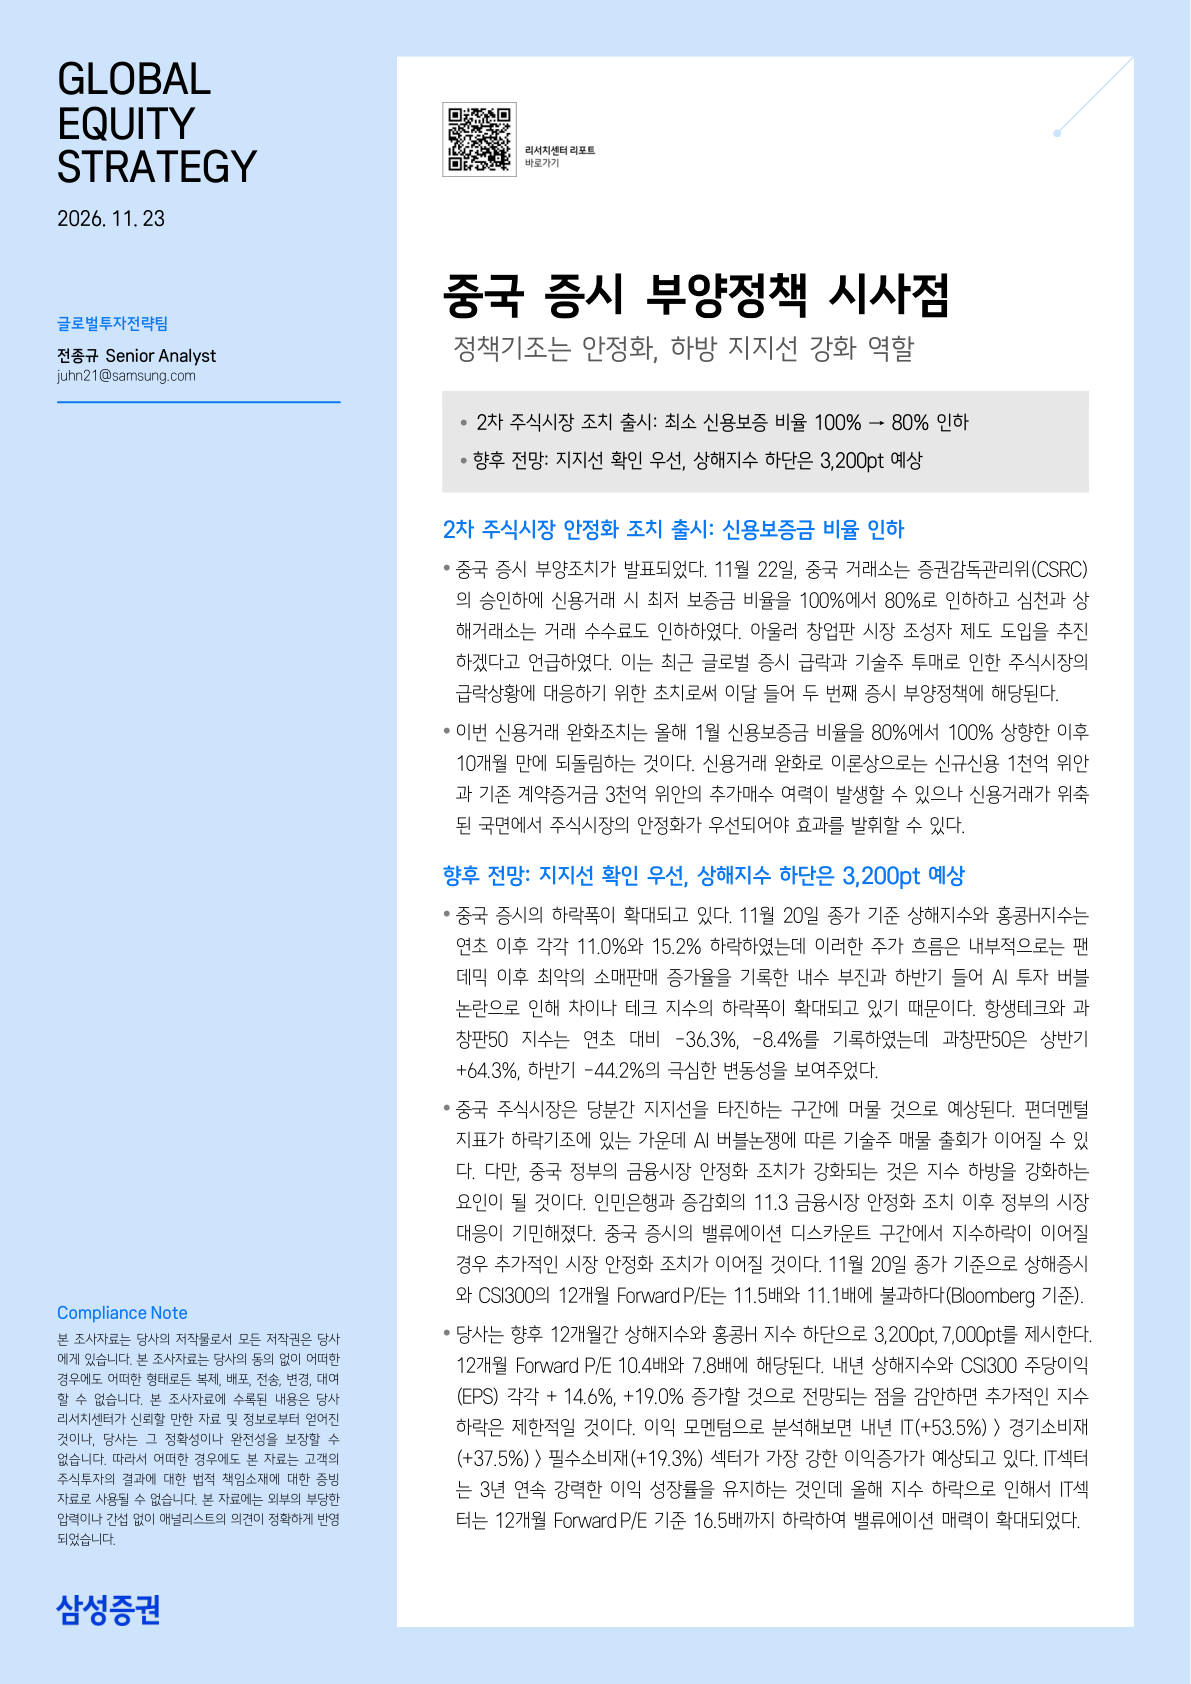 GLOBAL
EQUITY
STRATEGY
2026. 11. 23
글로벌투자전략팀
전종규 Senior Analyst
juhn21@samsung.com
리서치센터 리포트
바로가기
중국 증시 부양정책 시사점
정책기조는 안정화, 하방 지지선 강화 역할
• 2차 주식시장 조치 출시: 최소 신용보증 비율 100% → 80% 인하
• 향후 전망: 지지선 확인 우선, 상해지수 하단은 3,200pt 예상
2차 주식시장 안정화 조치 출시: 신용보증금 비율 인하
• 중국 증시 부양조치가 발표되었다. 11월 22일, 중국 거래소는 증권감독관리위(CSRC)
의 승인하에 신용거래 시 최저 보증금 비율을 100%에서 80%로 인하하고 심천과 상
해거래소는 거래 수수료도 인하하였다. 아울러 창업판 시장 조성자 제도 도입을 추진
하겠다고 언급하였다. 이는 최근 글로벌 증시 급락과 기술주 투매로 인한 주식시장의
급락상황에 대응하기 위한 초치로써 이달 들어 두 번째 증시 부양정책에 해당된다.
• 이번 신용거래 완화조치는 올해 1월 신용보증금 비율을 80%에서 100% 상향한 이후
10개월 만에 되돌림하는 것이다. 신용거래 완화로 이론상으로는 신규신용 1천억 위안
과 기존 계약증거금 3천억 위안의 추가매수 여력이 발생할 수 있으나 신용거래가 위축
된 국면에서 주식시장의 안정화가 우선되어야 효과를 발휘할 수 있다.
향후 전망: 지지선 확인 우선, 상해지수 하단은 3,200pt 예상
• 중국 증시의 하락폭이 확대되고 있다. 11월 20일 종가 기준 상해지수와 홍콩H지수는
연초 이후 각각 11.0%와 15.2% 하락하였는데 이러한 주가 흐름은 내부적으로는 팬
데믹 이후 최악의 소매판매 증가율을 기록한 내수 부진과 하반기 들어 AI 투자 버블
논란으로 인해 차이나 테크 지수의 하락폭이 확대되고 있기 때문이다. 항생테크와 과
창판50 지수는 연초 대비 -36.3%, -8.4%를 기록하였는데 과창판50은 상반기
+64.3%, 하반기 -44.2%의 극심한 변동성을 보여주었다.
• 중국 주식시장은 당분간 지지선을 타진하는 구간에 머물 것으로 예상된다. 펀더멘털
지표가 하락기조에 있는 가운데 AI 버블논쟁에 따른 기술주 매물 출회가 이어질 수 있
다. 다만, 중국 정부의 금융시장 안정화 조치가 강화되는 것은 지수 하방을 강화하는
요인이 될 것이다. 인민은행과 증감회의 11.3 금융시장 안정화 조치 이후 정부의 시장
대응이 기민해졌다. 중국 증시의 밸류에이션 디스카운트 구간에서 지수하락이 이어질
경우 추가적인 시장 안정화 조치가 이어질 것이다. 11월 20일 종가 기준으로 상해증시
와 CSI300의 12개월 Forward P/E는 11.5배와 11.1배에 불과하다(Bloomberg 기준).
• 당사는 향후 12개월간 상해지수와 홍콩H 지수 하단으로 3,200pt, 7,000pt를 제시한다.
12개월 Forward P/E 10.4배와 7.8배에 해당된다. 내년 상해지수와 CSI300 주당이익
(EPS) 각각 + 14.6%, +19.0% 증가할 것으로 전망되는 점을 감안하면 추가적인 지수
하락은 제한적일 것이다. 이익 모멘텀으로 분석해보면 내년 IT(+53.5%) > 경기소비재
(+37.5%) > 필수소비재(+19.3%) 섹터가 가장 강한 이익증가가 예상되고 있다. IT섹터
는 3년 연속 강력한 이익 성장률을 유지하는 것인데 올해 지수 하락으로 인해서 IT섹
터는 12개월 Forward P/E 기준 16.5배까지 하락하여 밸류에이션 매력이 확대되었다.
Compliance Note
본 조사자료는 당사의 저작물로서 모든 저작권은 당사
에게 있습니다. 본 조사자료는 당사의 동의 없이 어떠한
경우에도 어떠한 형태로든 복제, 배포, 전송, 변경, 대여
할 수 없습니다. 본 조사자료에 수록된 내용은 당사
리서치센터가 신뢰할 만한 자료 및 정보로부터 얻어진
것이나, 당사는 그 정확성이나 완전성을 보장할 수
없습니다. 따라서 어떠한 경우에도 본 자료는 고객의
주식투자의 결과에 대한 법적 책임소재에 대한 증빙
자료로 사용될 수 없습니다. 본 자료에는 외부의 부당한
압력이나 간섭 없이 애널리스트의 의견이 정확하게 반영
되었습니다.
삼성증권